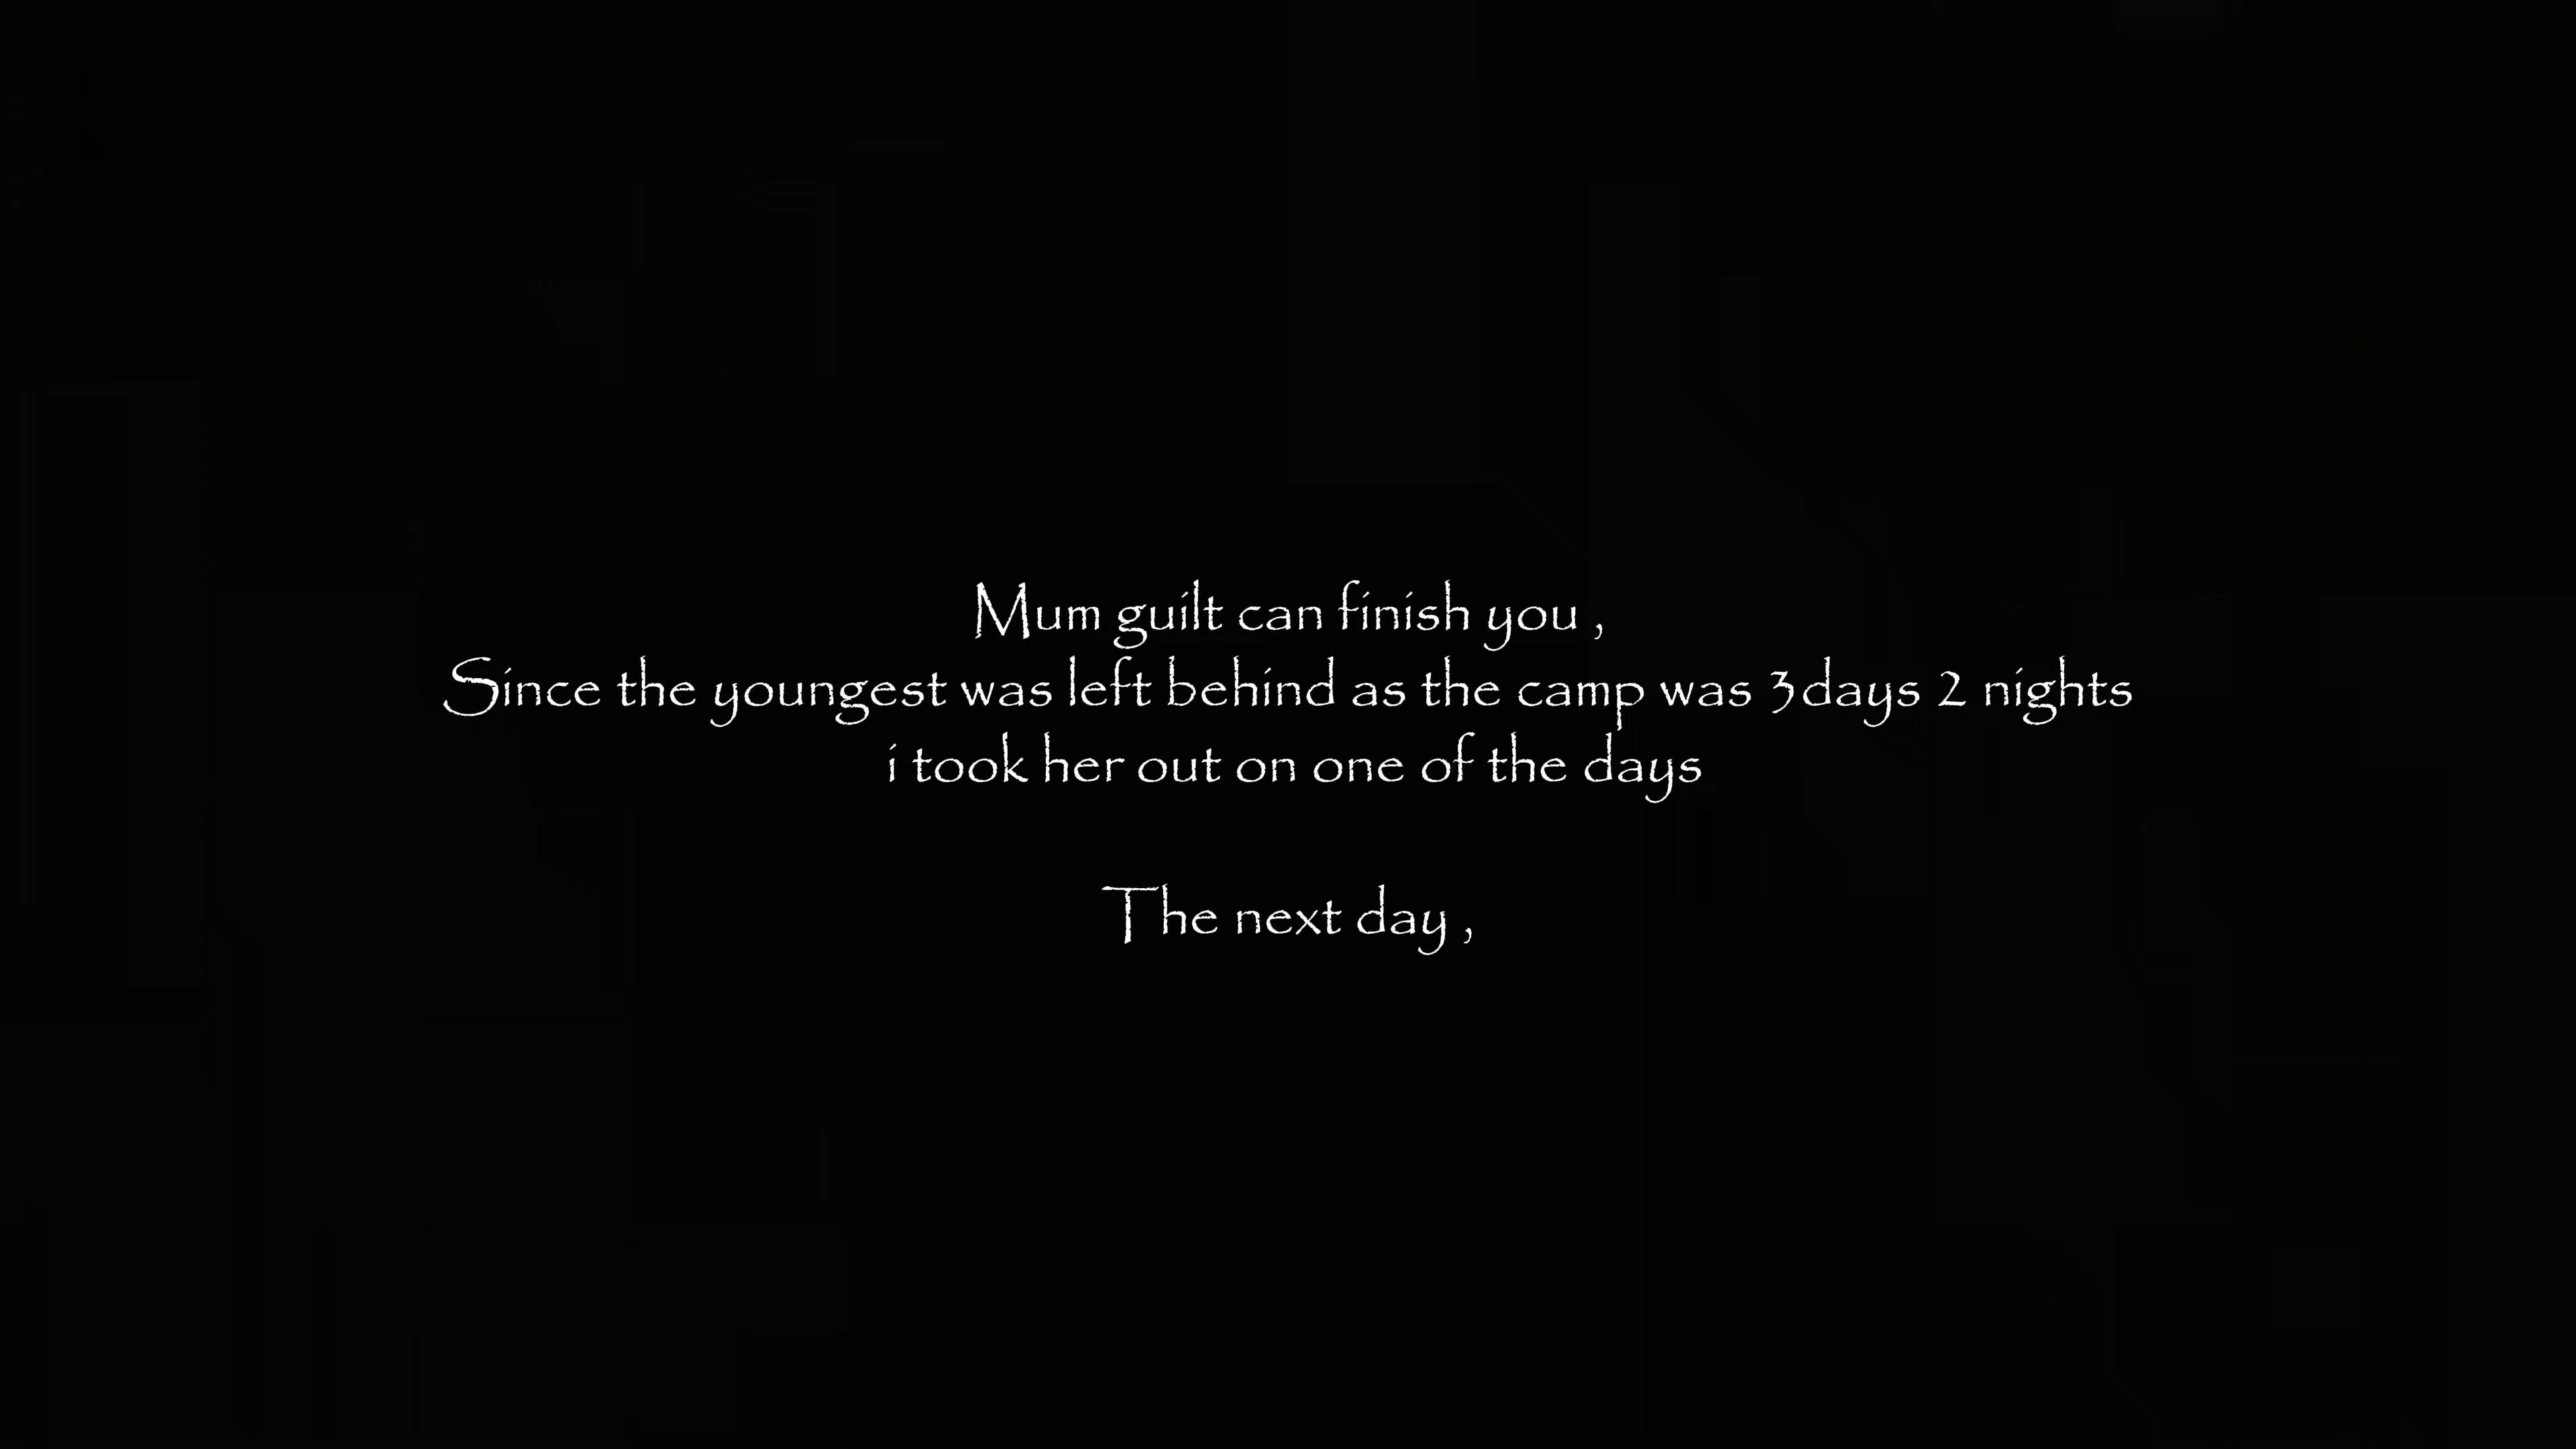 Mum guilt can finish you ,
Since the youngest was left behind as the camp was 3days 2 nights
i took her out on one of the days
The next day ,